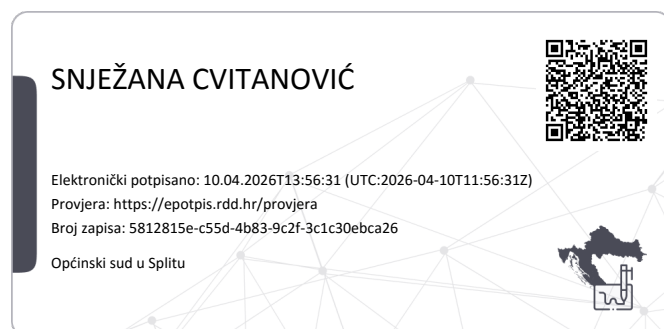 SNJEŽANA CVITANOVIĆ
Elektronički potpisano: 10.04.2026T13:56:31 (UTC:2026-04-10T11:56:31Z)
Provjera: https://epotpis.rdd.hr/provjera
Broj zapisa: 5812815e-c55d-4b83-9c2f-3c1c30ebca26
Općinski sud u Splitu